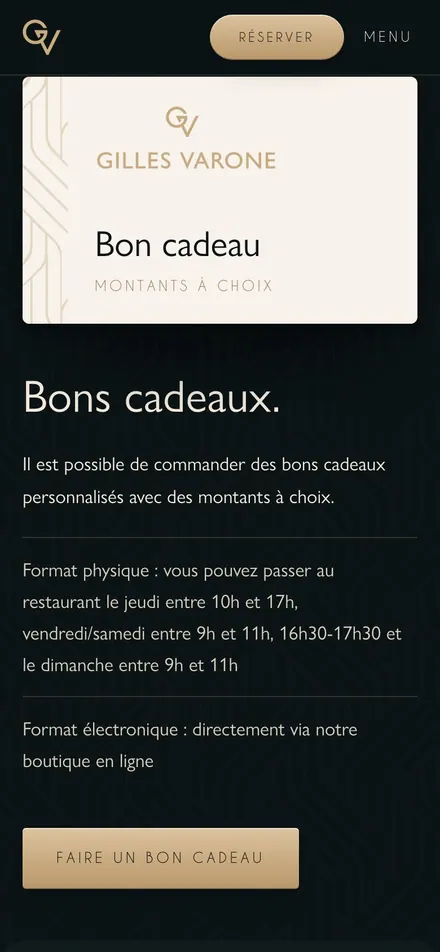 GV
RÉSERVER
MENU
GV
GILLES VARONE
Bon cadeau
MONTANTS À CHOIX
Bons cadeaux.
Il est possible de commander des bons cadeaux
personnalisés avec des montants à choix.
Format physique : vous pouvez passer au
restaurant le jeudi entre 10h et 17h,
vendredi/samedi entre 9h et 11h, 16h30-17h30 et
le dimanche entre 9h et 11h
Format électronique : directement via notre
boutique en ligne
FAIRE UN BON CADEAU